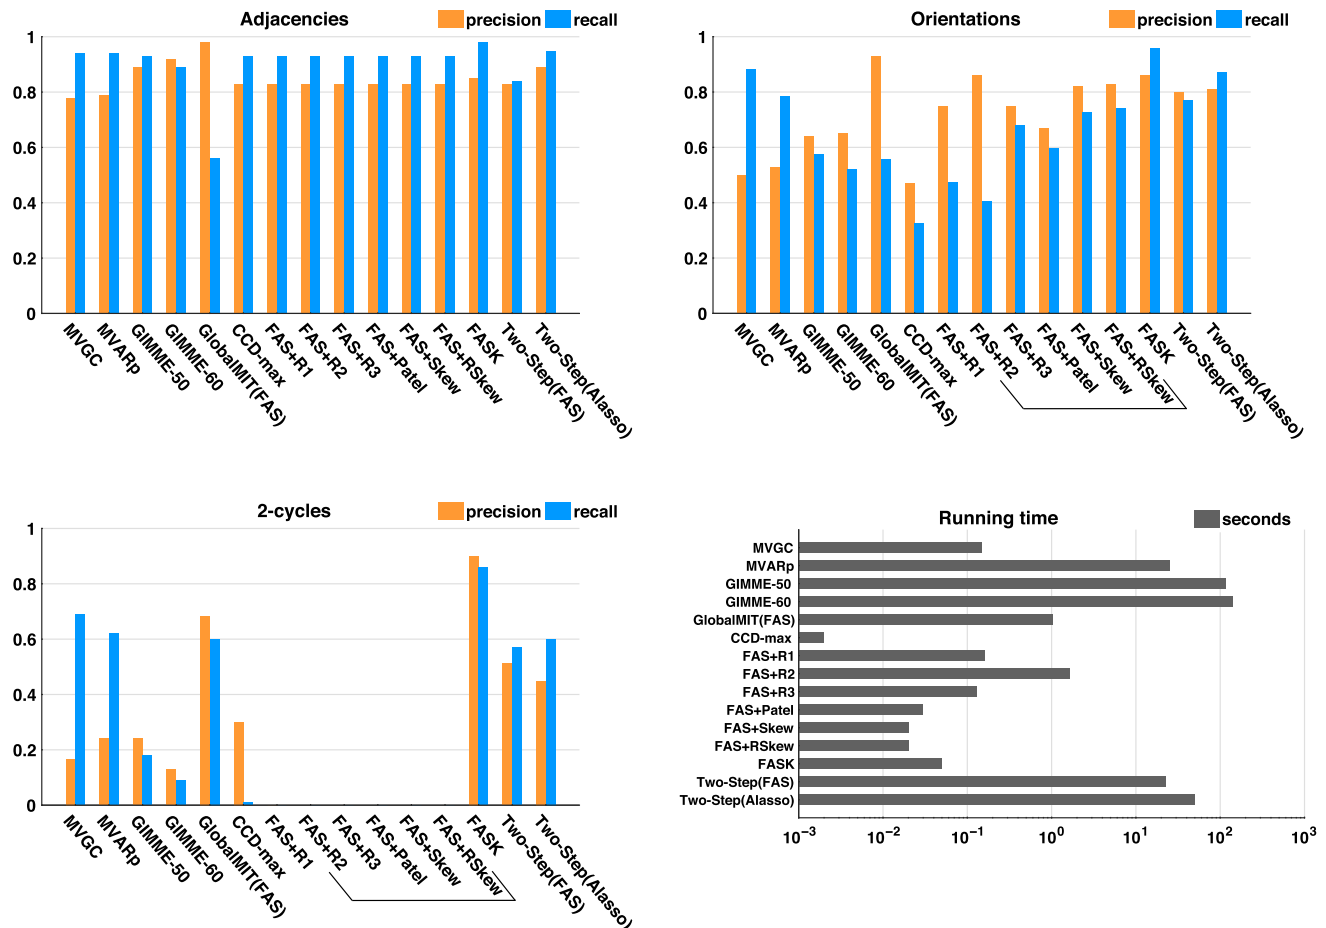 Adjacencies
precision recall
1
0.8
0.6
0.4
0.2
0
MVGC
MVARp
GIMME-50
GIMME-60
GlobalMIT(FAS)
CCD-max
FAS+R1
FAS+R2
FAS+R3
FAS+Patel
FAS+Skew
FAS+RSkew
FASK
Two-Step(FAS)
Two-Step(Alasso)
Orientations
precision recall
1
0.8
0.6
0.4
0.2
0
MVGC
MVARp
GIMME-50
GIMME-60
GlobalMIT(FAS)
CCD-max
FAS+R1
FAS+R2
FAS+R3
FAS+Patel
FAS+Skew
FAS+RSkew
FASK
Two-Step(FAS)
Two-Step(Alasso)
2-cycles
precision recall
1
0.8
0.6
0.4
0.2
0
MVGC
MVARp
GIMME-50
GIMME-60
GlobalMIT(FAS)
CCD-max
FAS+R1
FAS+R2
FAS+R3
FAS+Patel
FAS+Skew
FAS+RSkew
FASK
Two-Step(FAS)
Two-Step(Alasso)
Running time
seconds
MVGC
MVARp
GIMME-50
GIMME-60
GlobalMIT(FAS)
CCD-max
FAS+R1
FAS+R2
FAS+R3
FAS+Patel
FAS+Skew
FAS+RSkew
FASK
Two-Step(FAS)
Two-Step(Alasso)
10⁻³ 10⁻² 10⁻¹ 10⁰ 10¹ 10² 10³